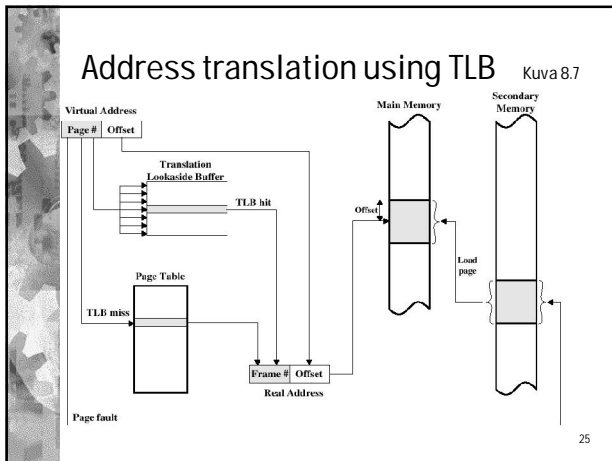 Address translation using TLB
Kuva 8.7
Virtual Address
Page # Offset
Main Memory
Secondary
Memory
Translation
Lookaside Buffer
TLB hit
Offset
Load
page
Page Table
TLB miss
Frame # Offset
Real Address
Page fault
25